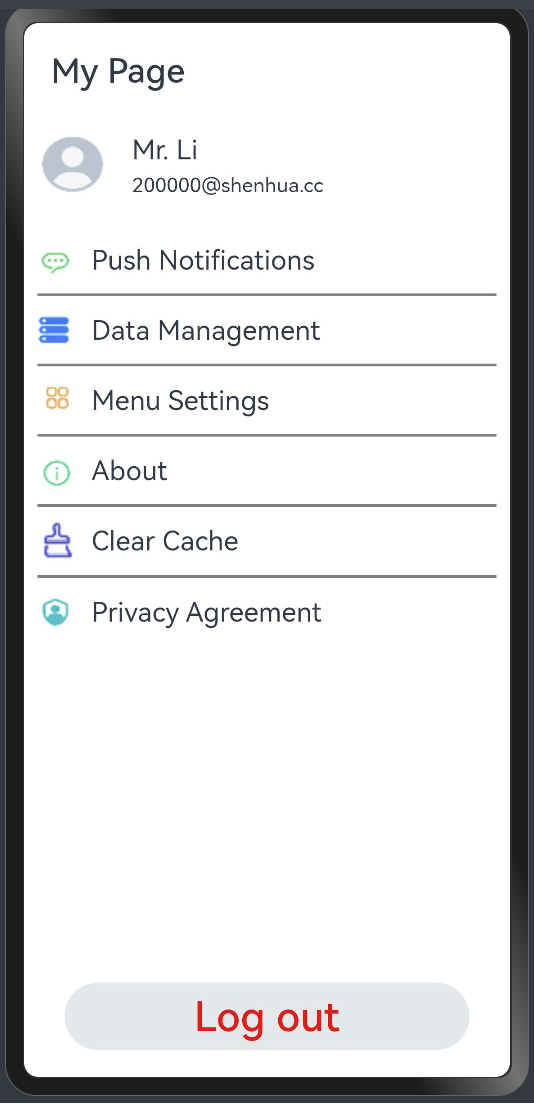 My Page
Mr. Li
200000@shenhua.cc
Push Notifications
Data Management
Menu Settings
About
Clear Cache
Privacy Agreement
Log out